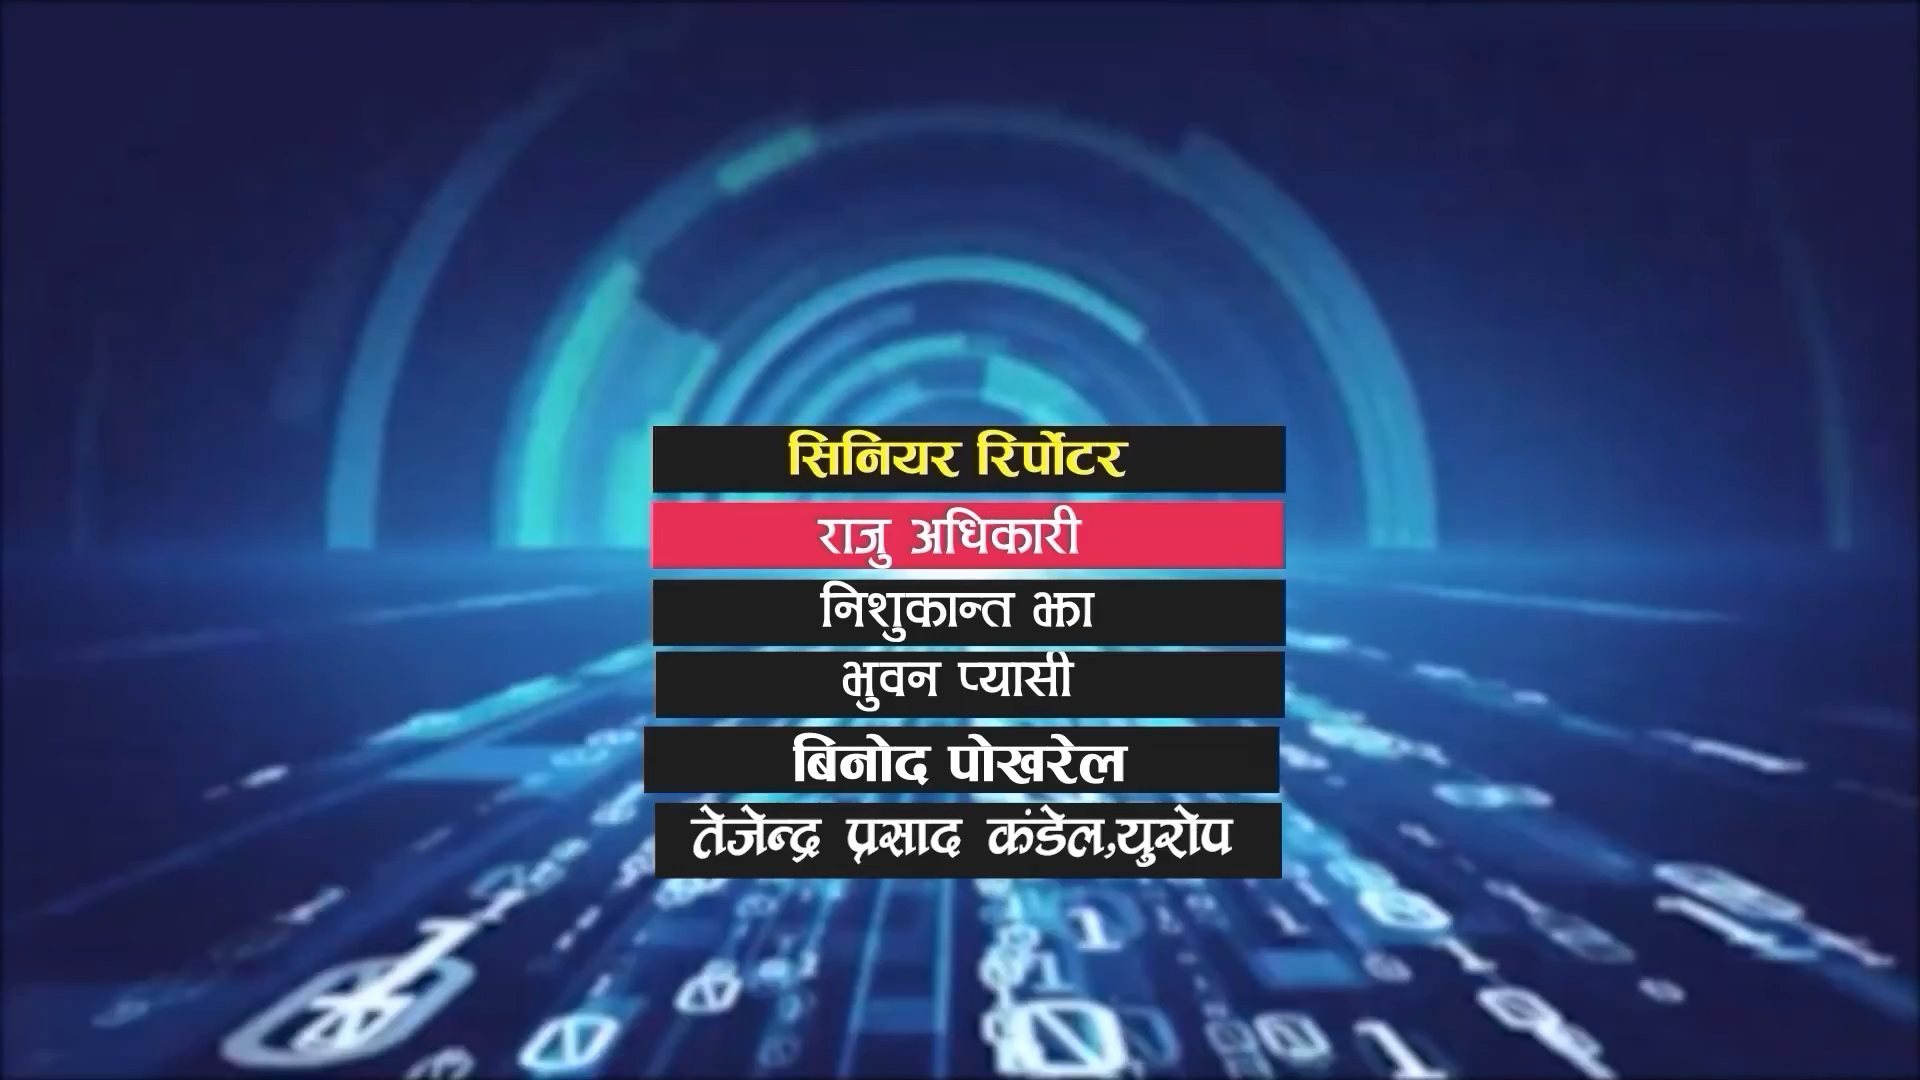 सिनियर रिर्पोटर
राजु अधिकारी
निशुकान्त झा
भुवन प्यासी
बिनोद पोखरेल
तेजेन्द्र प्रसाद कंडेल,युरोप